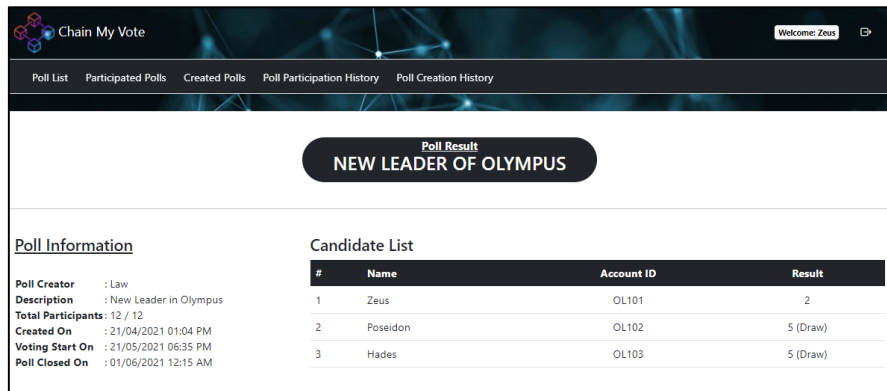 Chain My Vote
Welcome: Zeus
Poll List Participated Polls Created Polls Poll Participation History Poll Creation History
Poll Result
NEW LEADER OF OLYMPUS
Poll Information
Poll Creator : Law
Description : New Leader in Olympus
Total Participants : 12 / 12
Created On : 21/04/2021 01:04 PM
Voting Start On : 21/05/2021 06:35 PM
Poll Closed On : 01/06/2021 12:15 AM
Candidate List
# Name Account ID Result
1 Zeus OL101 2
2 Poseidon OL102 5 (Draw)
3 Hades OL103 5 (Draw)